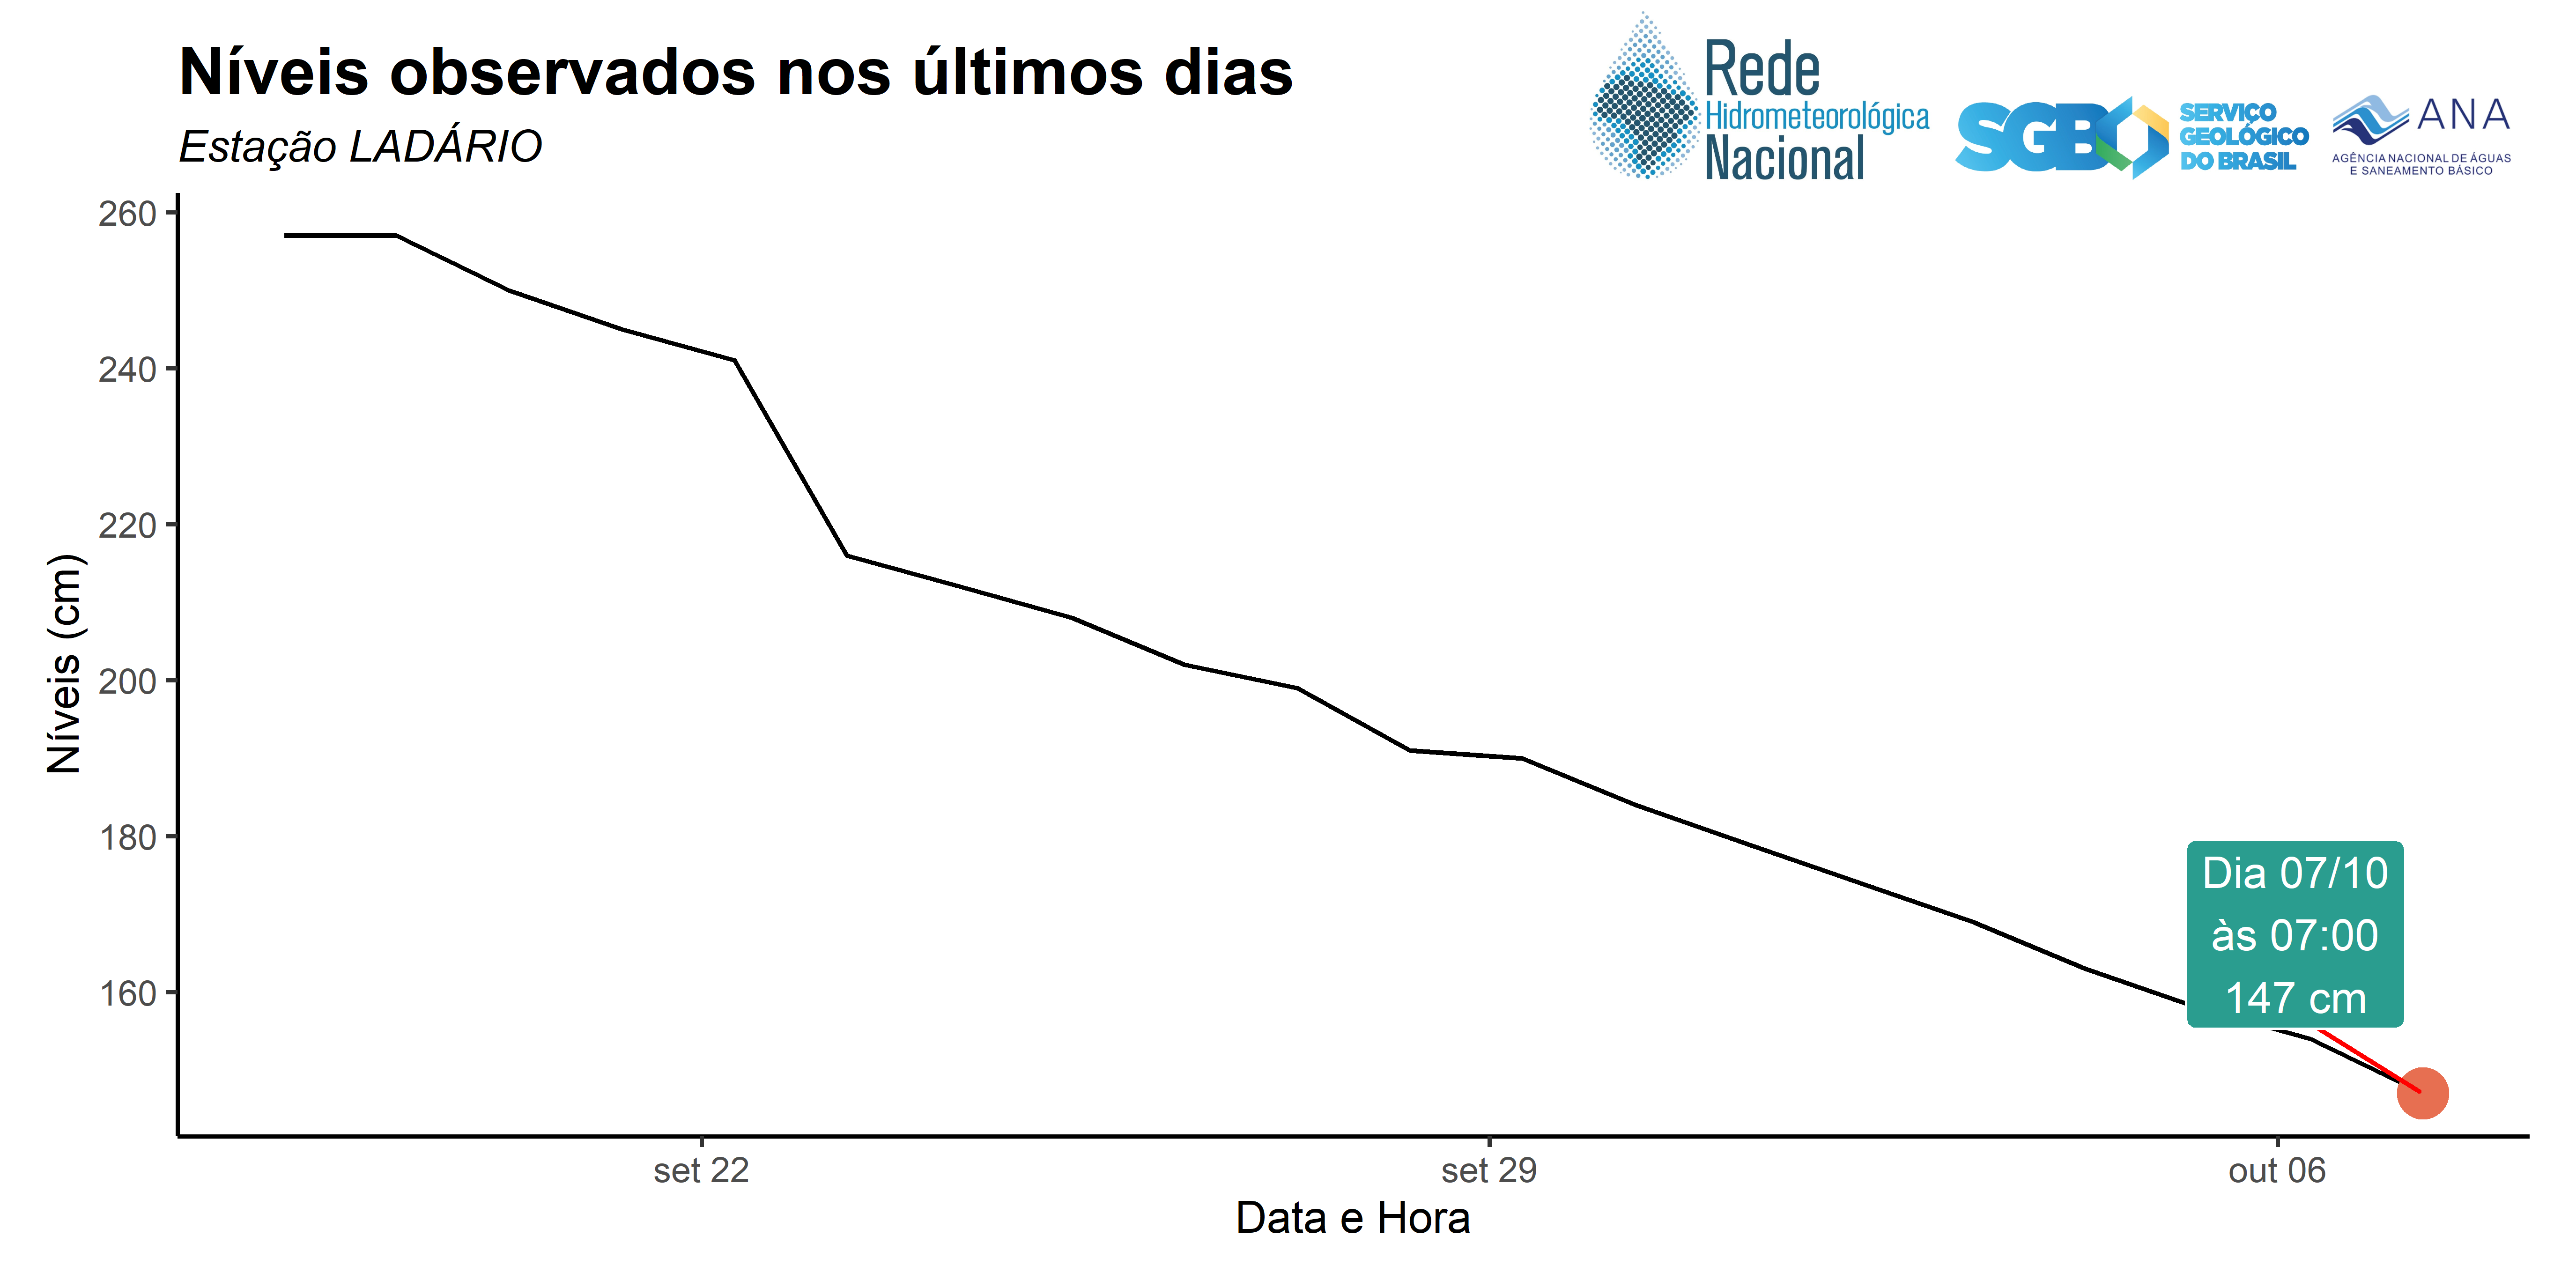 Níveis observados nos últimos dias
Estação LADÁRIO
Rede
Hidrometeorológica
Nacional
SGB
SERVIÇO
GEOLÓGICO
DO BRASIL
ANA
AGÊNCIA NACIONAL DE ÁGUAS
E SANEAMENTO BÁSICO
260
240
220
200
180
160
Níveis (cm)
Dia 07/10
às 07:00
147 cm
set 22
set 29
out 06
Data e Hora